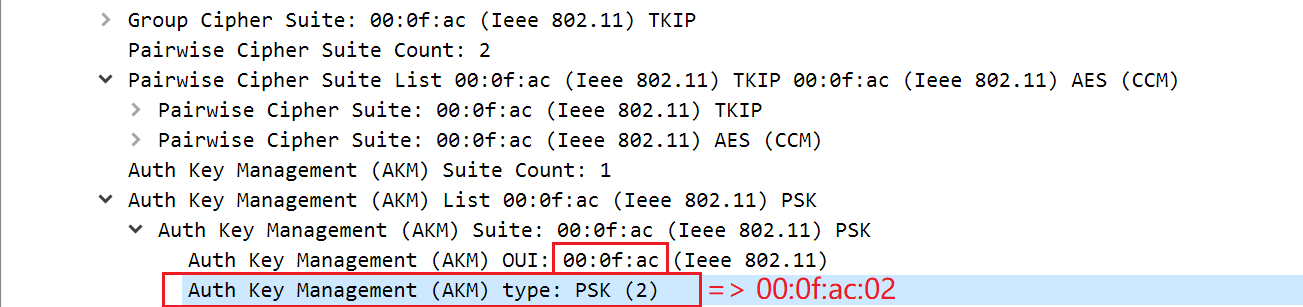 Group Cipher Suite: 00:0f:ac (Ieee 802.11) TKIP
Pairwise Cipher Suite Count: 2
Pairwise Cipher Suite List 00:0f:ac (Ieee 802.11) TKIP 00:0f:ac (Ieee 802.11) AES (CCM)
Pairwise Cipher Suite: 00:0f:ac (Ieee 802.11) TKIP
Pairwise Cipher Suite: 00:0f:ac (Ieee 802.11) AES (CCM)
Auth Key Management (AKM) Suite Count: 1
Auth Key Management (AKM) List 00:0f:ac (Ieee 802.11) PSK
Auth Key Management (AKM) Suite: 00:0f:ac (Ieee 802.11) PSK
Auth Key Management (AKM) OUI: 00:0f:ac (Ieee 802.11)
Auth Key Management (AKM) type: PSK (2) => 00:0f:ac:02